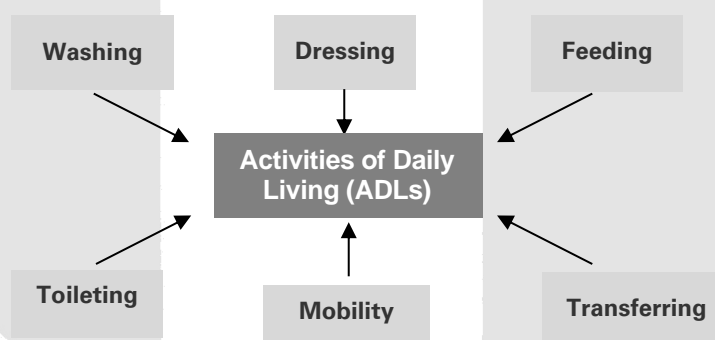 Washing
Dressing
Feeding
Activities of Daily
Living (ADLs)
Toileting
Mobility
Transferring